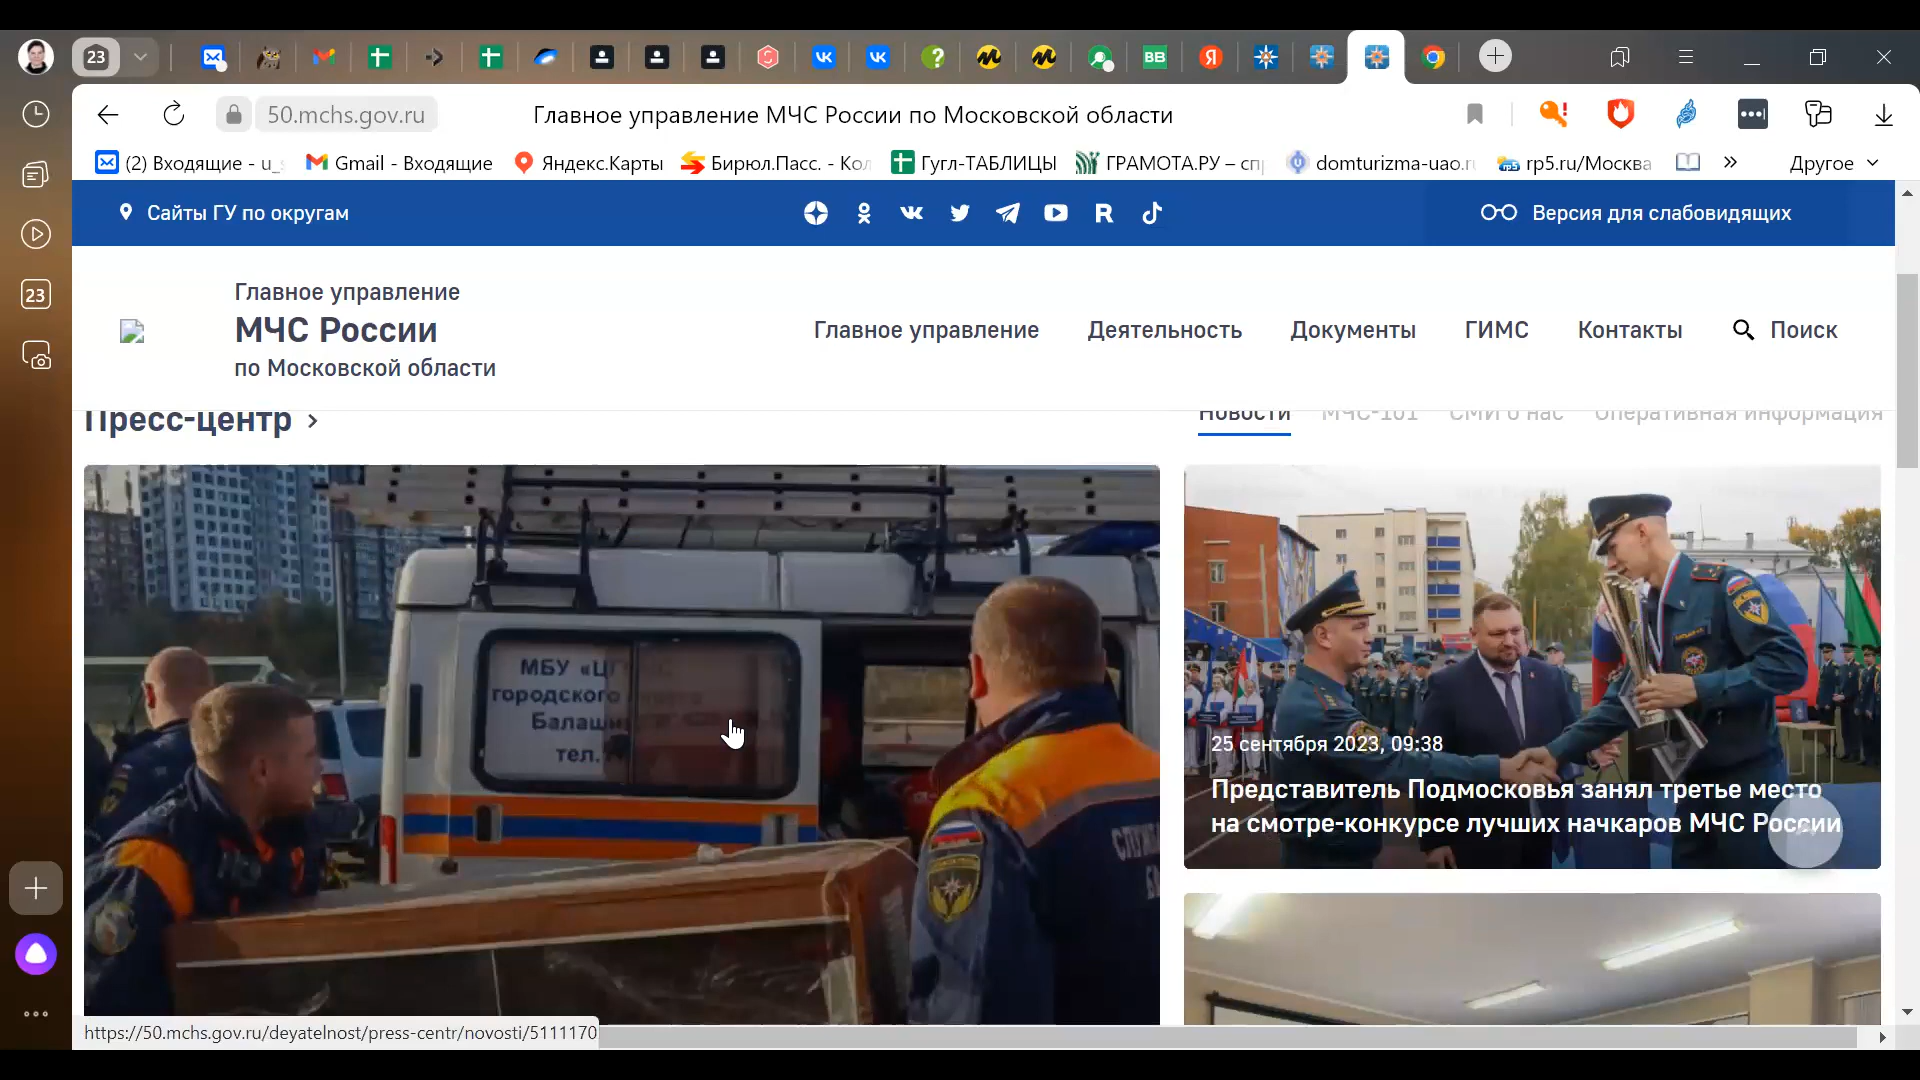 23
BB
Я
50.mchs.gov.ru
Главное управление МЧС России по Московской области
(2) Входящие - u_
Gmail - Входящие
Яндекс.Карты
Бирюл.Пасс. - Ко
Гугл-ТАБЛИЦЫ
ГРАМОТА.РУ – сп
domturizma-uao.r
rp5.ru/Москва
»
Другое
23
Сайты ГУ по округам
Версия для слабовидящих
Главное управление
МЧС России
по Московской области
Главное управление
Деятельность
Документы
ГИМС
Контакты
Поиск
Пресс-центр
Новости
МЧС-101
СМИ о нас
Оперативная информация
МБУ «Ц
городского
Балаши
тел.
25 сентября 2023, 09:38
Представитель Подмосковья занял третье место
на смотре-конкурсе лучших начкаров МЧС России
https://50.mchs.gov.ru/deyatelnost/press-centr/novosti/5111170